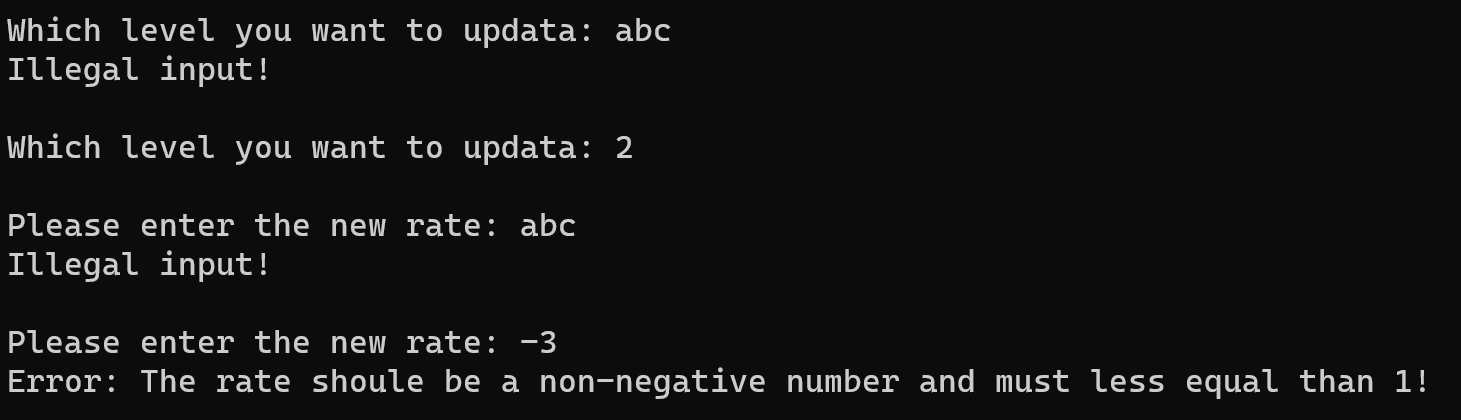 Which level you want to updata: abc
Illegal input!
Which level you want to updata: 2
Please enter the new rate: abc
Illegal input!
Please enter the new rate: -3
Error: The rate shoule be a non-negative number and must less equal than 1!